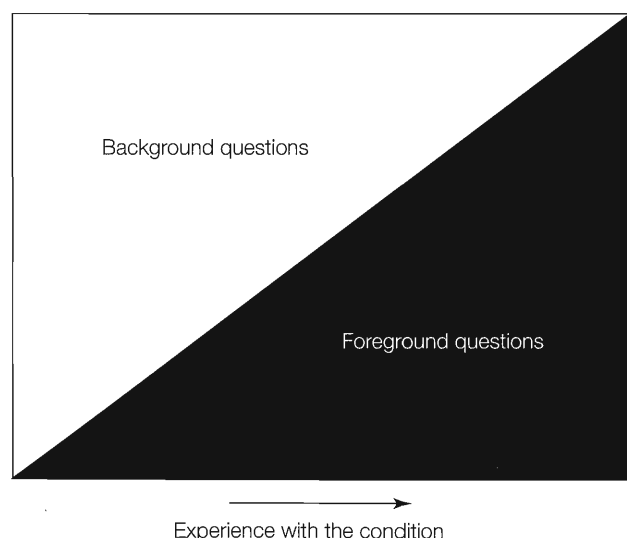 Background questions
Foreground questions
Experience with the condition